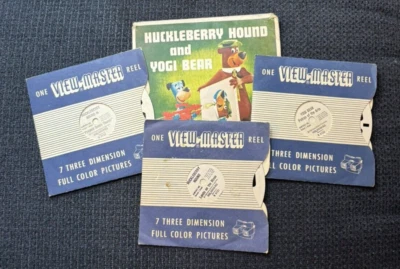 HUCKLEBERRY HOUND
and
YOGI BEAR
ONE VIEW-MASTER REEL
7 THREE DIMENSION
FULL COLOR PICTURES
ONE VIEW-MASTER REEL
7 THREE DIMENSION
FULL COLOR PICTURES
ONE VIEW-MASTER REEL
7 THREE DIMENSION
FULL COLOR PICTURES